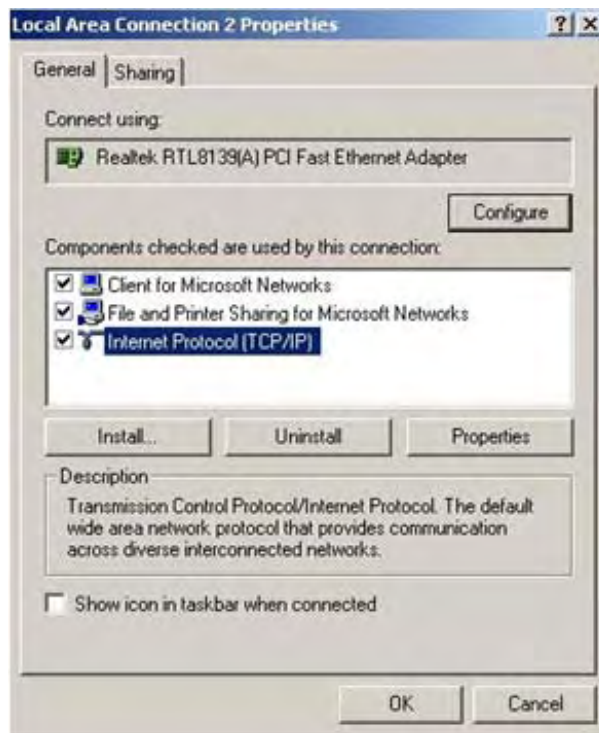 Local Area Connection 2 Properties
General
Sharing
Connect using:
Realtek RTL8139(A) PCI Fast Ethernet Adapter
Configure
Components checked are used by this connection:
Client for Microsoft Networks
File and Printer Sharing for Microsoft Networks
Internet Protocol (TCP/IP)
Install...
Uninstall
Properties
Description
Transmission Control Protocol/Internet Protocol. The default
wide area network protocol that provides communication
across diverse interconnected networks.
Show icon in taskbar when connected
OK
Cancel